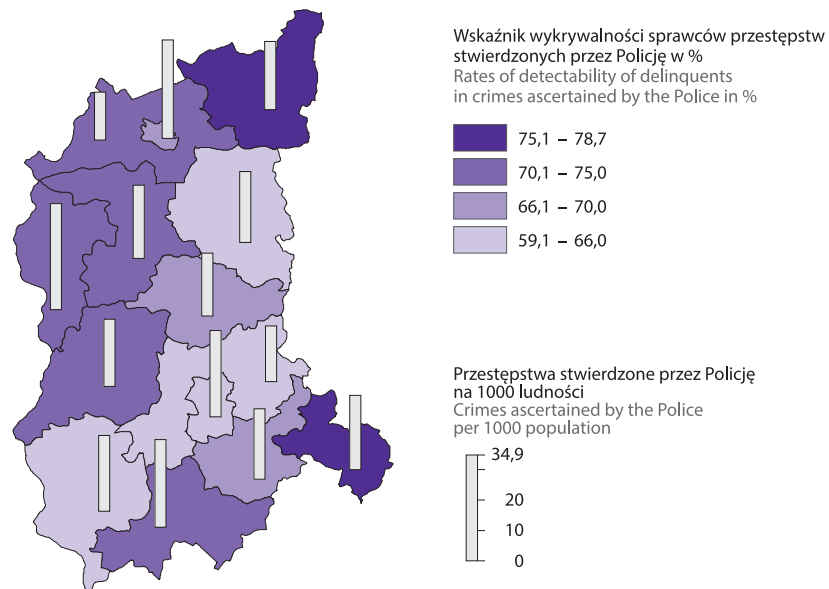 Wskaźnik wykrywalności sprawców przestępstw
stwierdzonych przez Policję w %
Rates of detectability of delinquents
in crimes ascertained by the Police in %
75,1 – 78,7
70,1 – 75,0
66,1 – 70,0
59,1 – 66,0
Przestępstwa stwierdzone przez Policję
na 1000 ludności
Crimes ascertained by the Police
per 1000 population
34,9
20
10
0